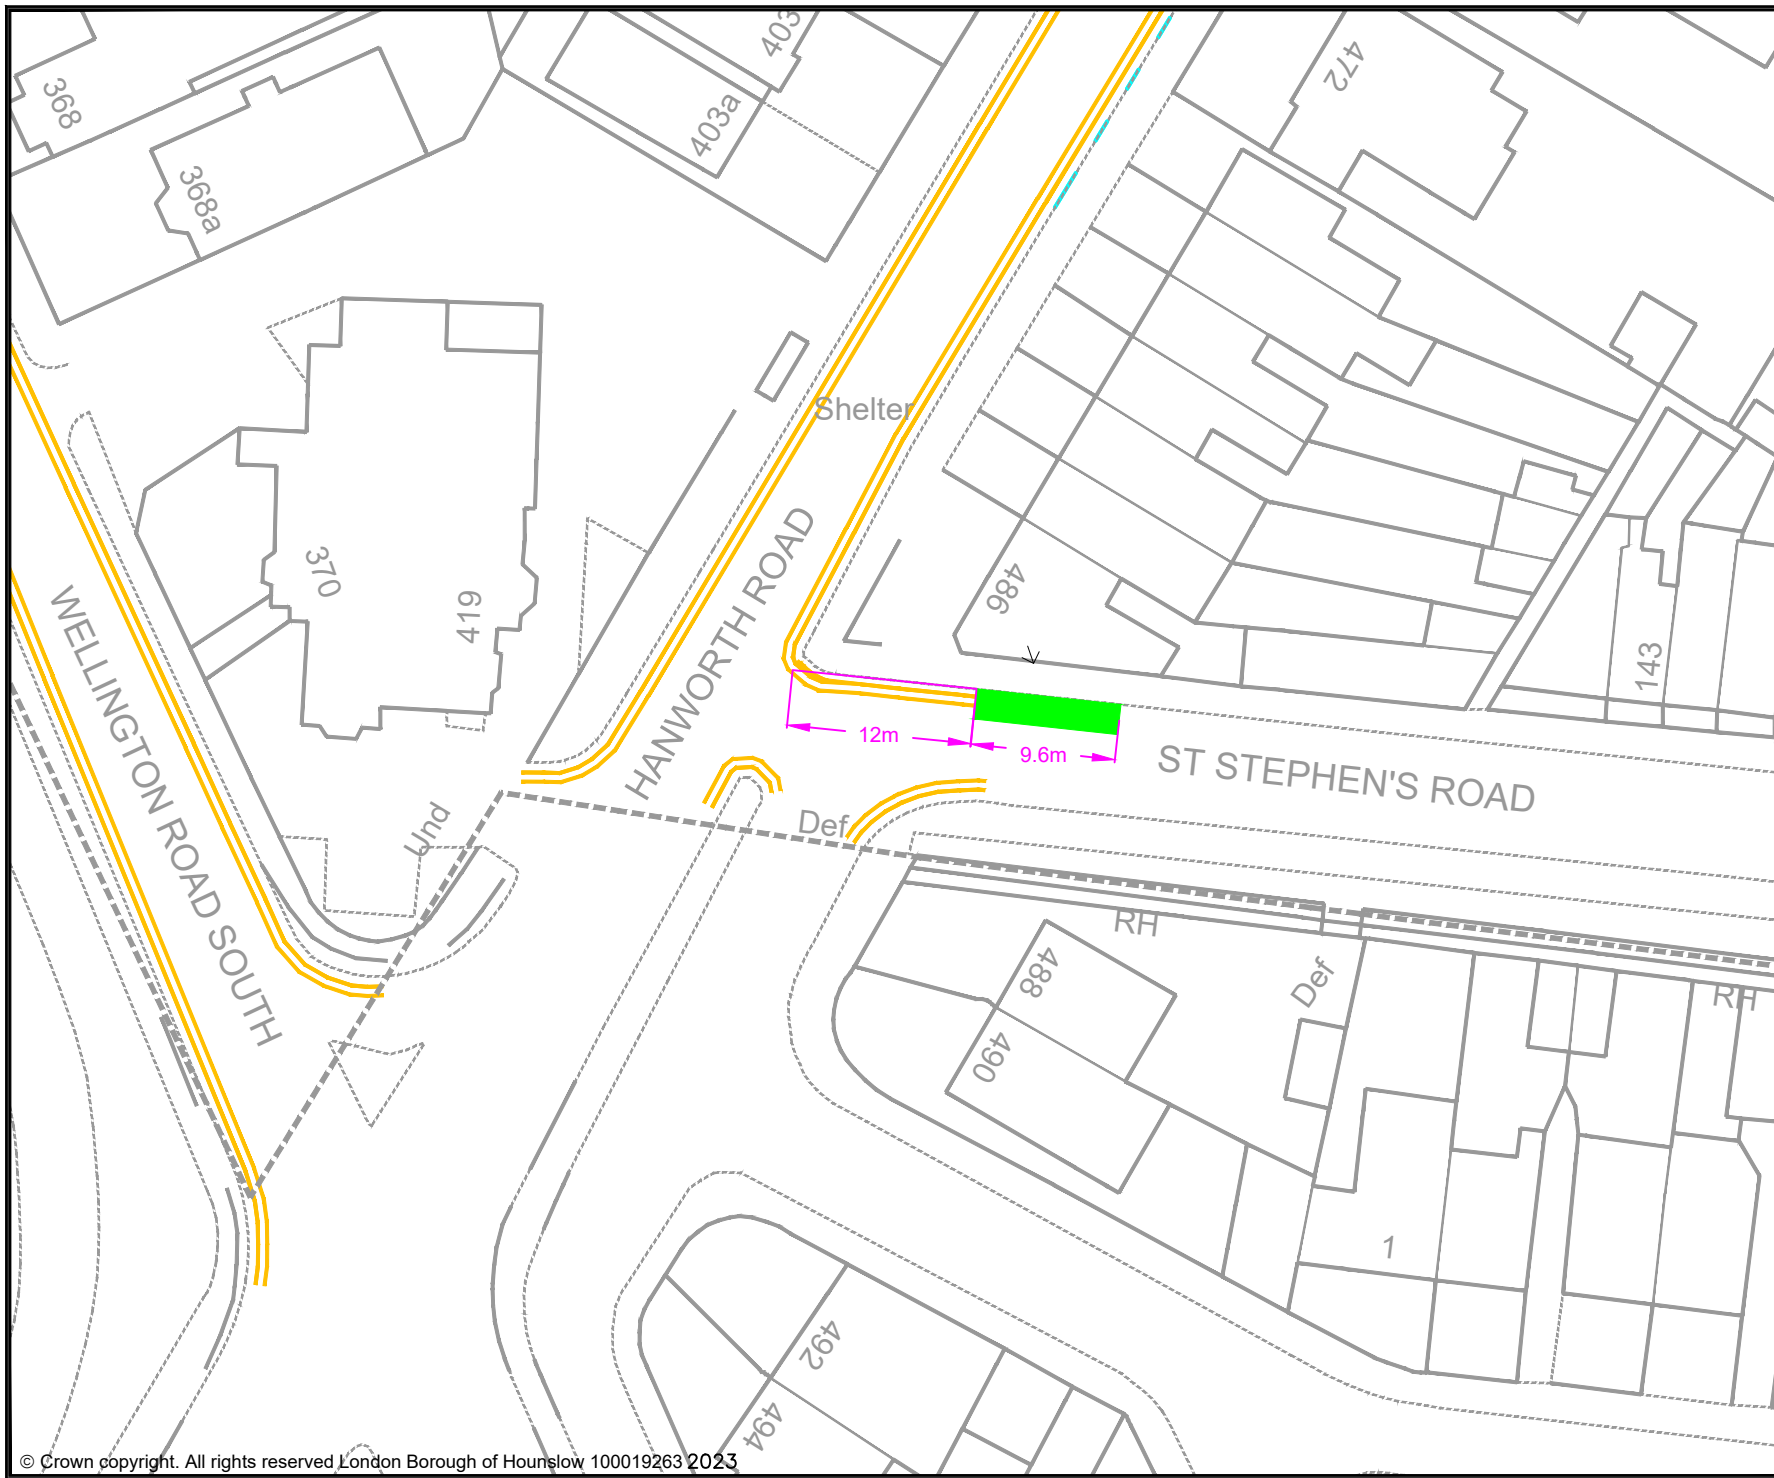 368
368a
403
403a
472
Shelter
370
419
486
143
HANWORTH ROAD
WELLINGTON ROAD SOUTH
12m
9.6m
ST STEPHEN'S ROAD
Und
Def
RH
488
Def
RH
490
1
492
494
© Crown copyright. All rights reserved London Borough of Hounslow 100019263 2023